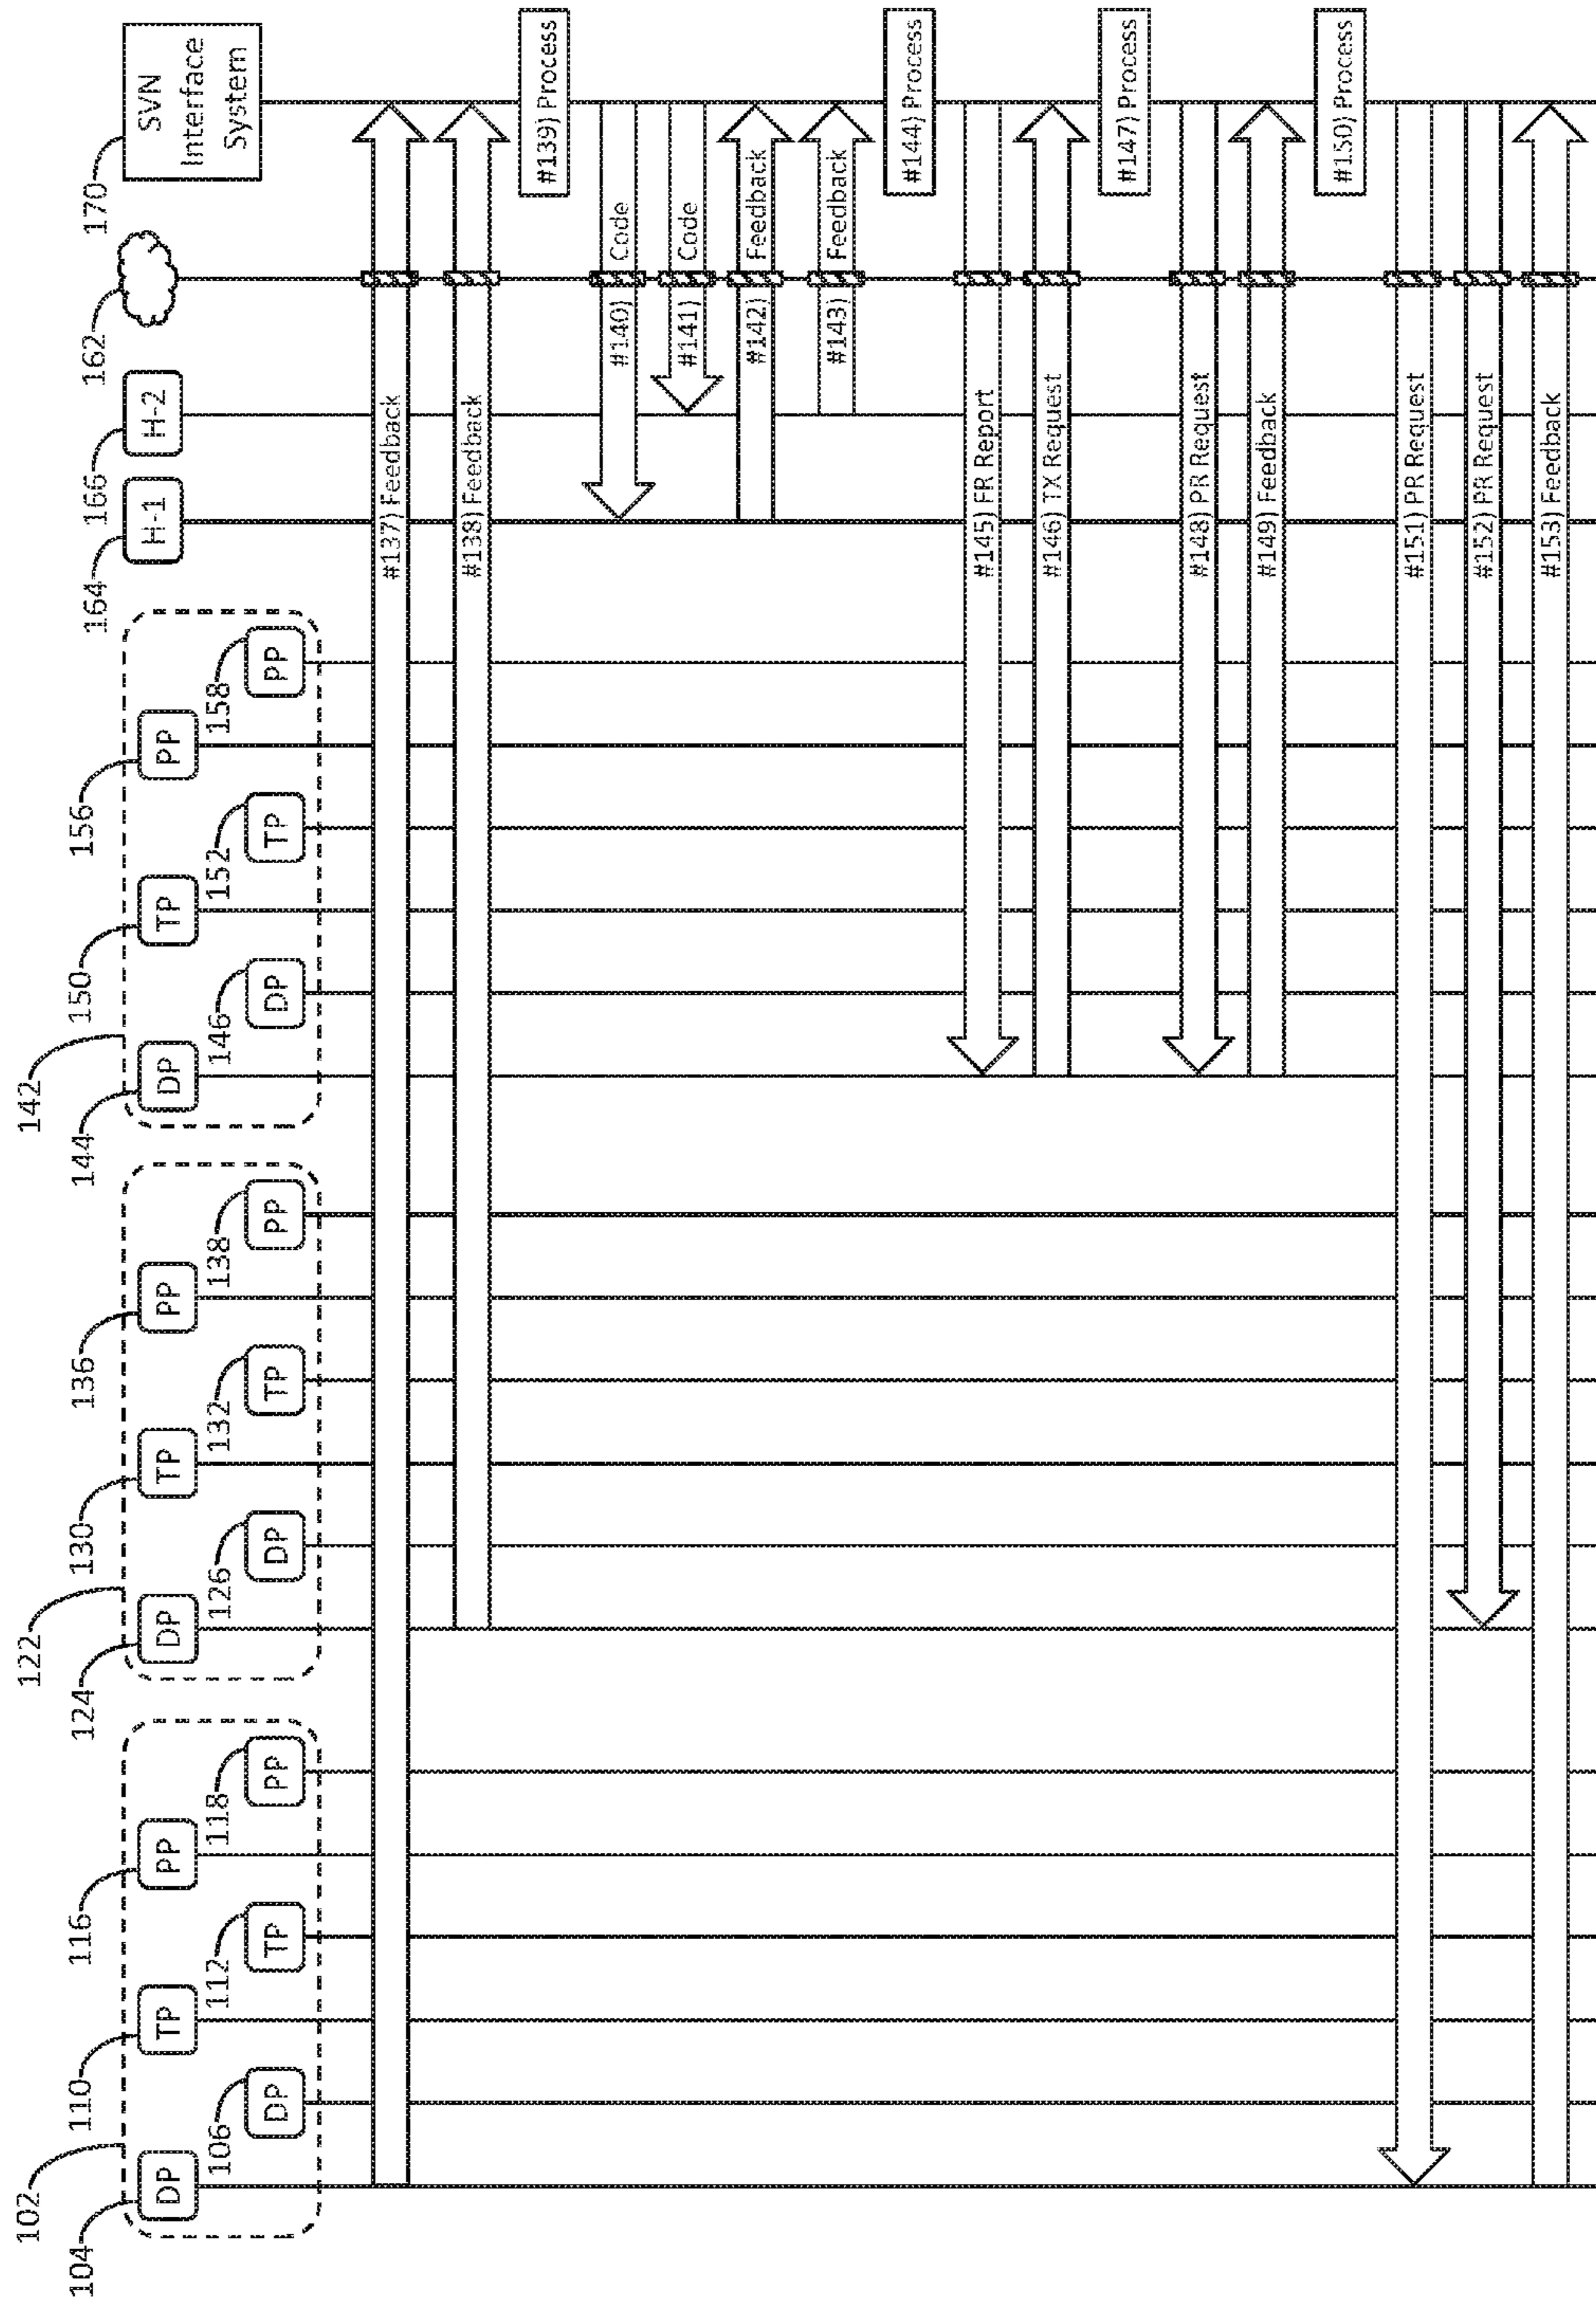 102
122
142
104
110
116
124
130
136
144
150
156
164
166
162
170
DP
TP
PP
DP
TP
PP
DP
TP
PP
H-1
H-2
SVN
Interface
System
106
112
118
126
132
138
146
152
158
DP
TP
PP
DP
TP
PP
DP
TP
PP
#137) Feedback
#138) Feedback
#139) Process
#140) Code
#141) Code
#142) Feedback
#143) Feedback
#144) Process
#145) FR Report
#146) TX Request
#147) Process
#148) PR Request
#149) Feedback
#150) Process
#151) PR Request
#152) PR Request
#153) Feedback